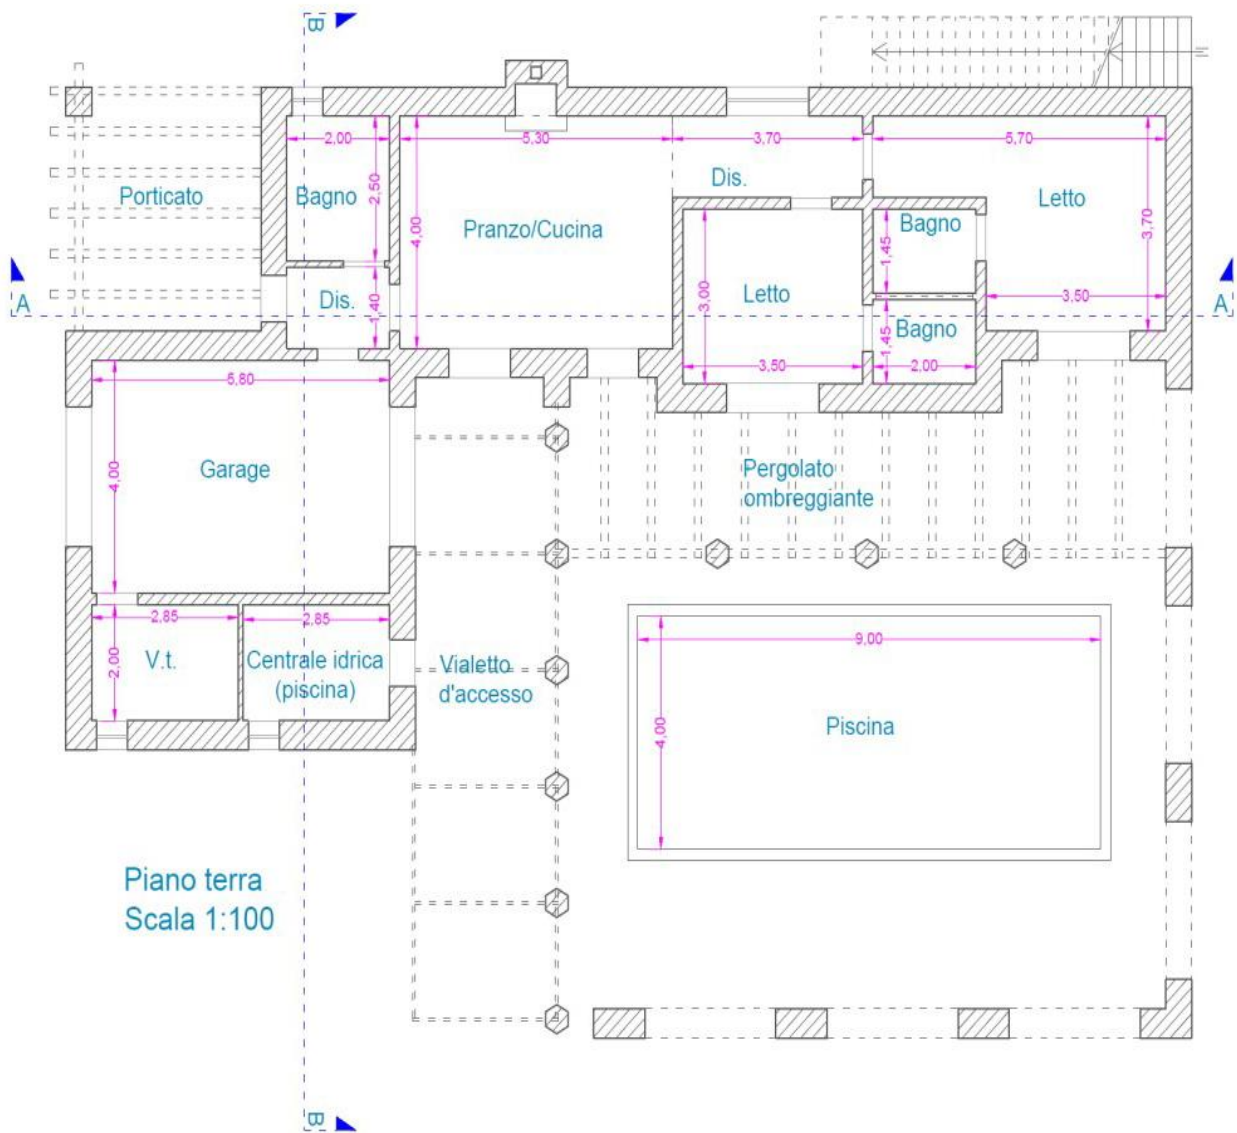 B
Porticato
2,00
Bagno
2,50
5,30
3,70
5,70
Dis.
4,00
Pranzo/Cucina
Letto
3,70
Bagno
1,45
A
Dis.
1,40
3,00
Letto
3,50
A
Bagno
1,45
5,80
3,50
2,00
Garage
4,00
Pergolato
ombreggiante
2,85
2,85
V.t.
2,00
Centrale idrica
(piscina)
Vialetto
d'accesso
9,00
4,00
Piscina
Piano terra
Scala 1:100
B